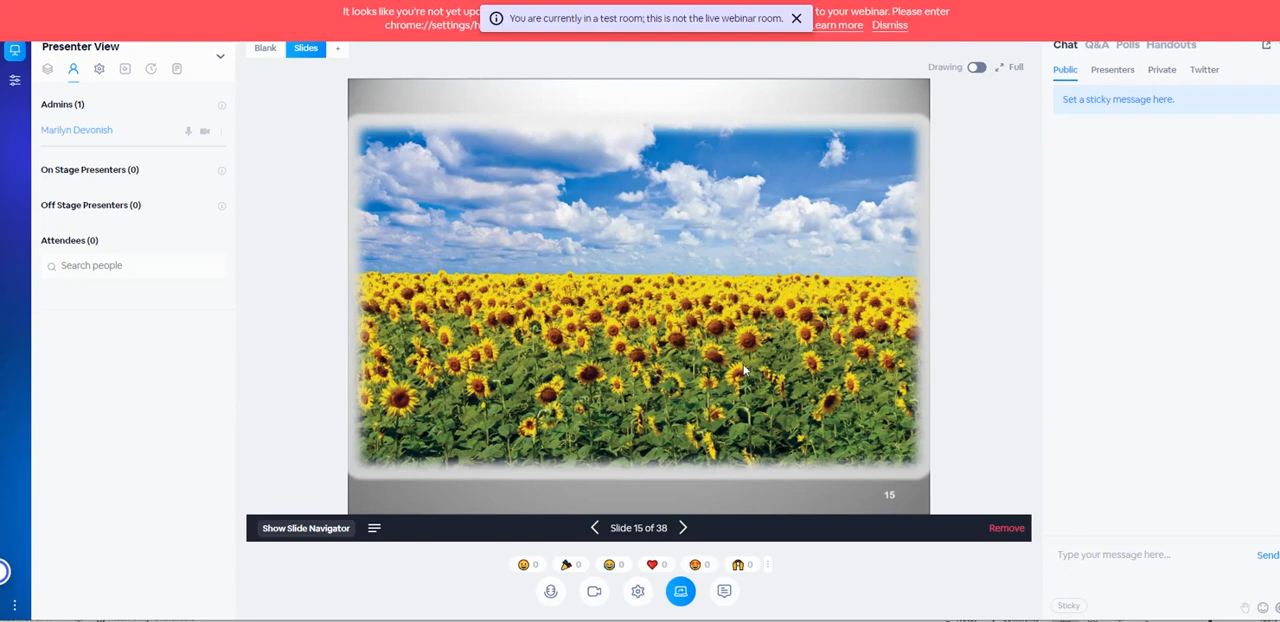 It looks like you're not yet
to your webinar. Please enter
chrome://settings/
Learn more
Dismiss
You are currently in a test room; this is not the live webinar room.
Presenter View
Admins (1)
Marilyn Devonish
On Stage Presenters (0)
Off Stage Presenters (0)
Attendees (0)
Search people
Blank
Slides
+
Drawing
Full
15
Show Slide Navigator
Slide 15 of 38
Remove
0 0 0 0 0 0
Chat Q&A Polls Handouts
Public Presenters Private Twitter
Set a sticky message here.
Type your message here...
Send
Sticky